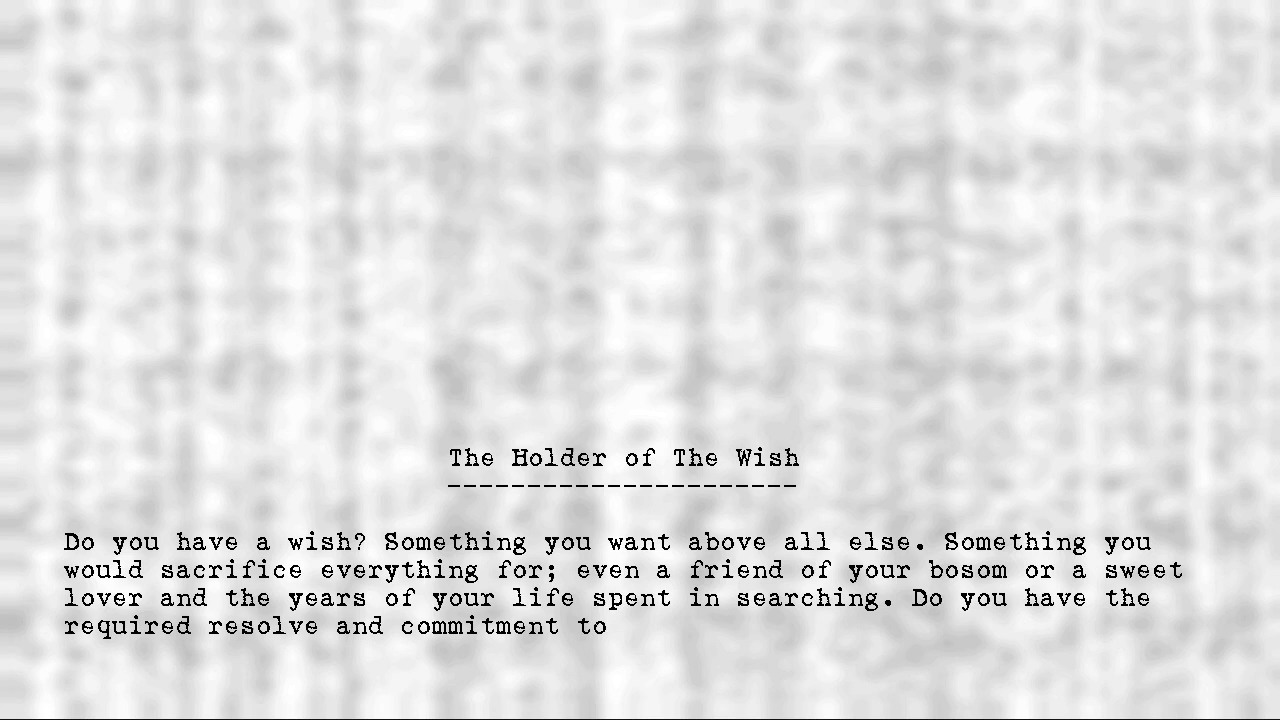 The Holder of The Wish
----------------------
Do you have a wish? Something you want above all else. Something you
would sacrifice everything for; even a friend of your bosom or a sweet
lover and the years of your life spent in searching. Do you have the
required resolve and commitment to